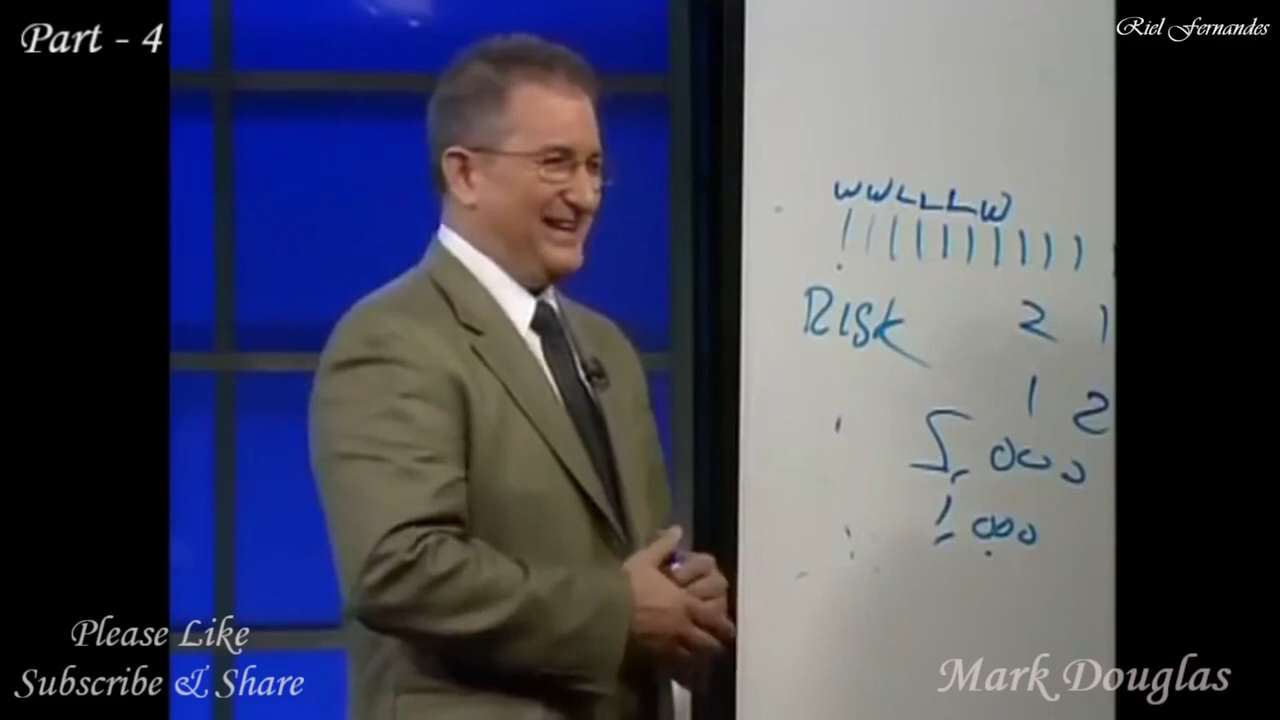 Part - 4
Riel Fernandes
WWLLLW
RISK 2 1
1 2
5,000
1,000
Please Like
Subscribe & Share
Mark Douglas